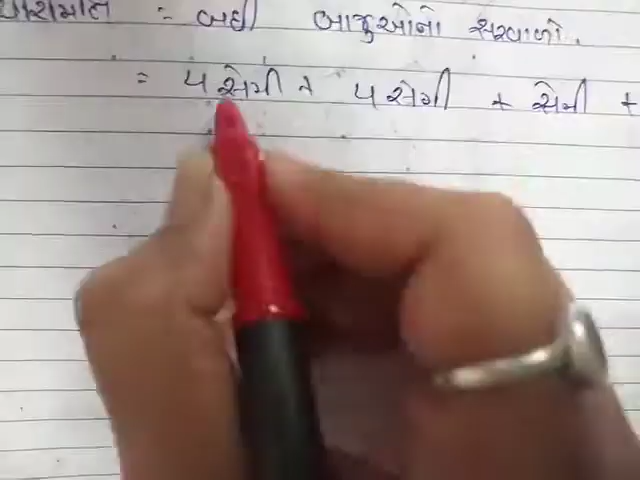 પરિમિતિ = બધી બાજુઓનો સરવાળો.
= ૫ સેમી + ૫ સેમી + સેમી +